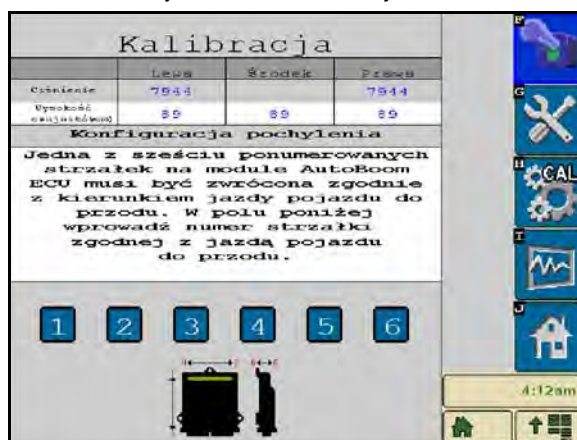 Kalibracja
Lewa Środek Prawa
Ciśnienie 7944 7944
Wysokość
89 89 89
Konfiguracja pochylenia
Jedna z sześciu ponumerowanych
strzałek na module AutoBoom
ECU musi być zwrócona zgodnie
z kierunkiem jazdy pojazdu do
przodu. W polu poniżej
wprowadź numer strzałki
zgodnej z jazdą pojazdu
do przodu.
1 2 3 4 5 6
F
G
H
CAL
I
J
4:12am